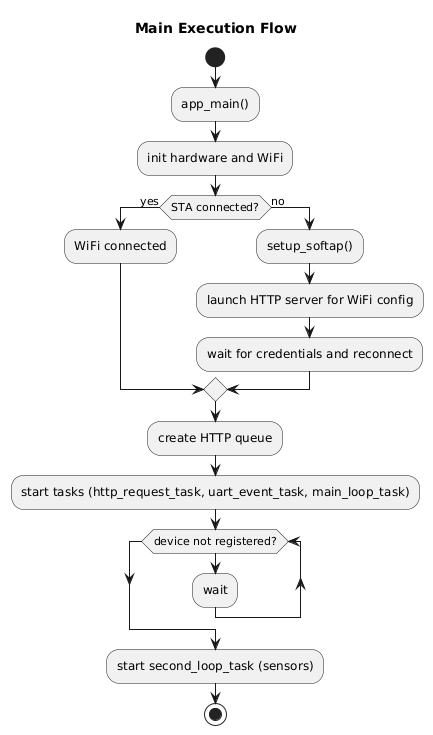 Main Execution Flow
app_main()
init hardware and WiFi
STA connected?
yes
no
WiFi connected
setup_softap()
launch HTTP server for WiFi config
wait for credentials and reconnect
create HTTP queue
start tasks (http_request_task, uart_event_task, main_loop_task)
device not registered?
wait
start second_loop_task (sensors)